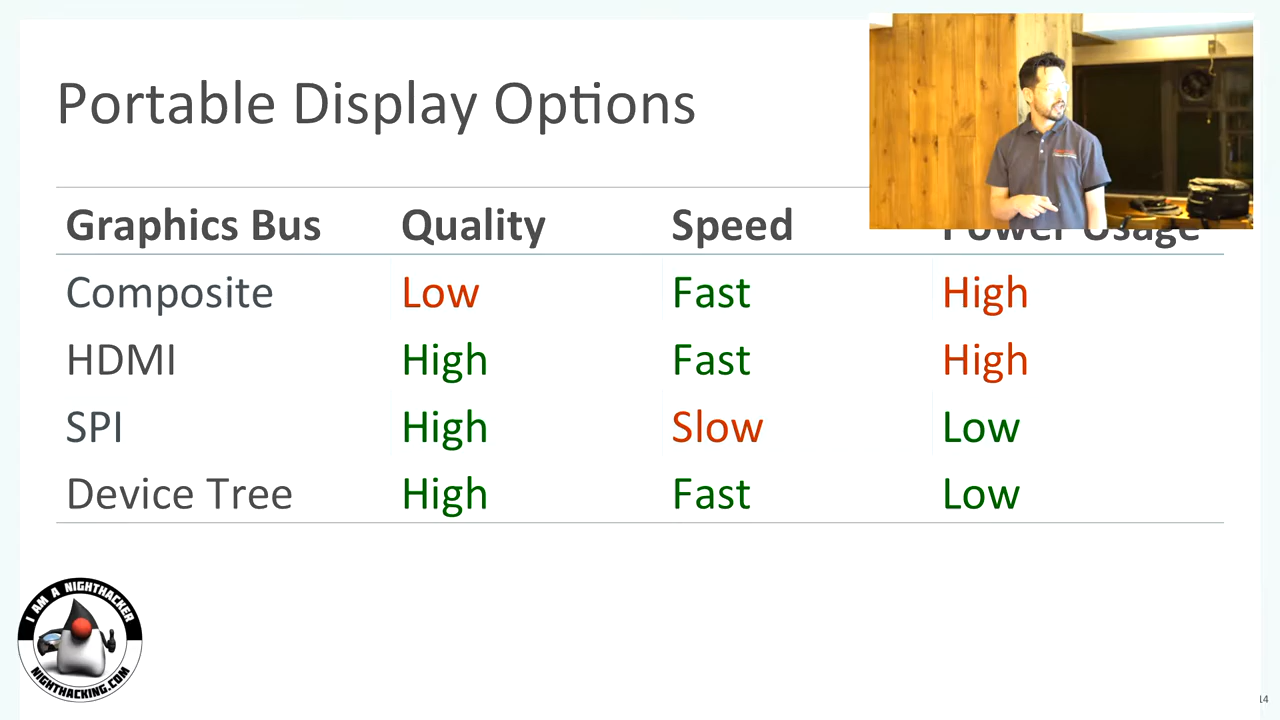 Portable Display Options
Graphics Bus Quality Speed Power Usage
Composite Low Fast High
HDMI High Fast High
SPI High Slow Low
Device Tree High Fast Low
I AM A NIGHTHACKER
NIGHTHACKING.COM
14